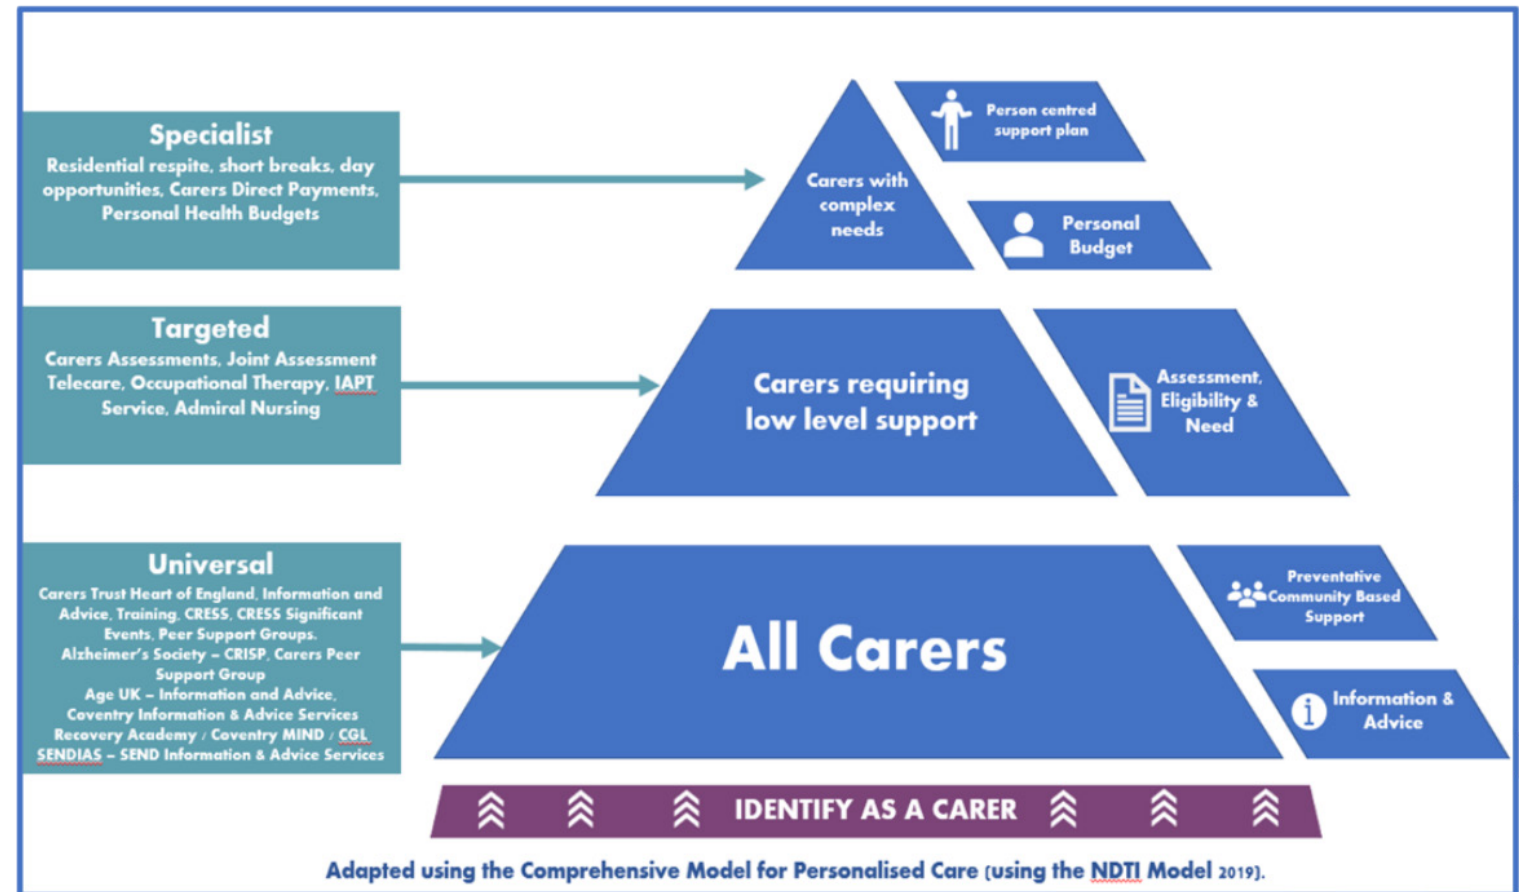 Specialist
Residential respite, short breaks, day
opportunities, Carers Direct Payments,
Personal Health Budgets
Carers with
complex
needs
Person centred
support plan
Personal
Budget
Targeted
Carers Assessments, Joint Assessment
Telecare, Occupational Therapy, IAPT
Service, Admiral Nursing
Carers requiring
low level support
Assessment,
Eligibility &
Need
Universal
Carers Trust Heart of England, Information and
Advice, Training, CRESS, CRESS Significant
Events, Peer Support Groups.
Alzheimer's Society – CRISP, Carers Peer
Support Group
Age UK – Information and Advice,
Coventry Information & Advice Services
Recovery Academy / Coventry MIND / CGL
SENDIAS – SEND Information & Advice Services
All Carers
Preventative
Community Based
Support
Information &
Advice
IDENTIFY AS A CARER
Adapted using the Comprehensive Model for Personalised Care (using the NDTI Model 2019).